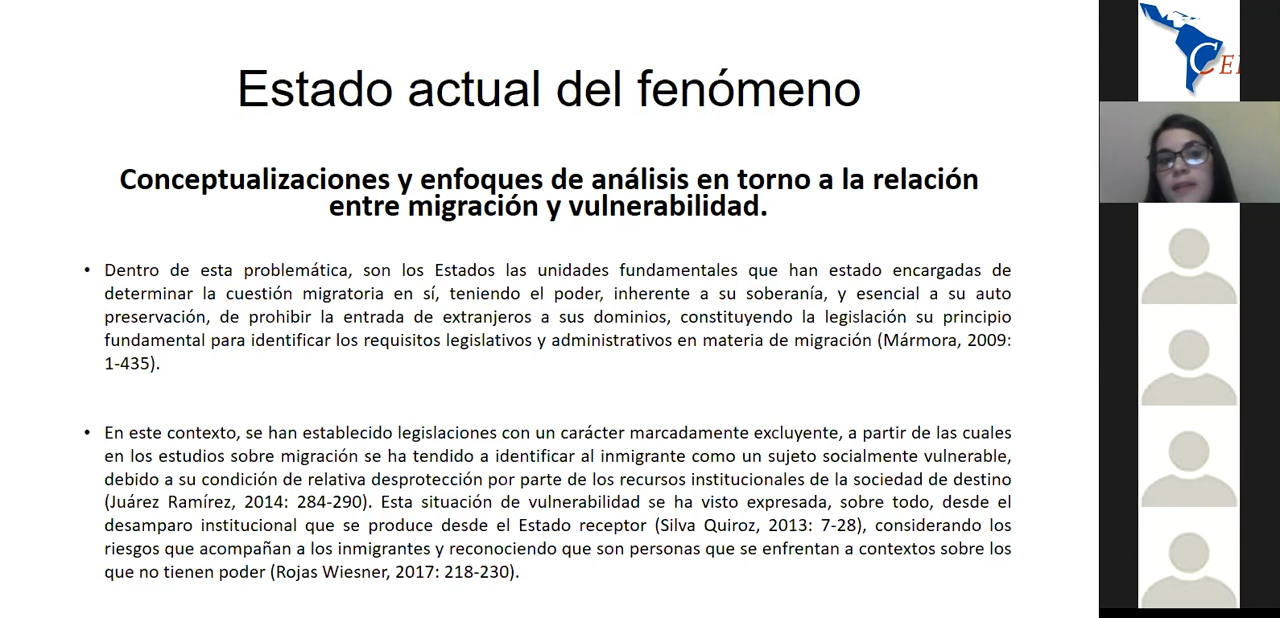 Estado actual del fenómeno
Conceptualizaciones y enfoques de análisis en torno a la relación
entre migración y vulnerabilidad.
• Dentro de esta problemática, son los Estados las unidades fundamentales que han estado encargadas de
determinar la cuestión migratoria en sí, teniendo el poder, inherente a su soberanía, y esencial a su auto
preservación, de prohibir la entrada de extranjeros a sus dominios, constituyendo la legislación su principio
fundamental para identificar los requisitos legislativos y administrativos en materia de migración (Mármora, 2009:
1-435).
• En este contexto, se han establecido legislaciones con un carácter marcadamente excluyente, a partir de las cuales
en los estudios sobre migración se ha tendido a identificar al inmigrante como un sujeto socialmente vulnerable,
debido a su condición de relativa desprotección por parte de los recursos institucionales de la sociedad de destino
(Juárez Ramírez, 2014: 284-290). Esta situación de vulnerabilidad se ha visto expresada, sobre todo, desde el
desamparo institucional que se produce desde el Estado receptor (Silva Quiroz, 2013: 7-28), considerando los
riesgos que acompañan a los inmigrantes y reconociendo que son personas que se enfrentan a contextos sobre los
que no tienen poder (Rojas Wiesner, 2017: 218-230).